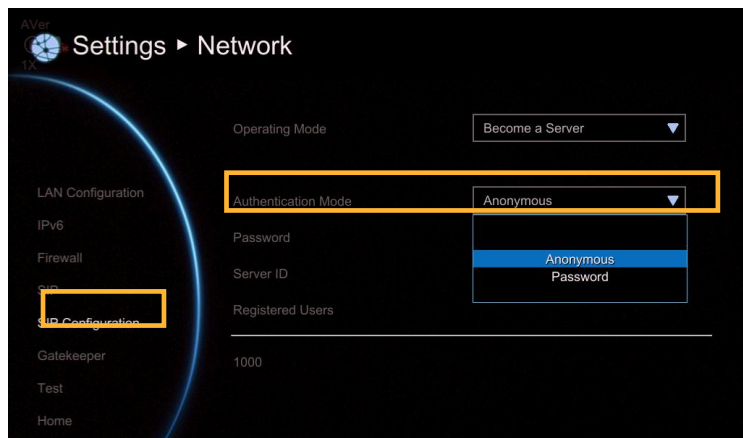 AVer
Settings ► Network
1X
Operating Mode
Become a Server
LAN Configuration
Authentication Mode
Anonymous
IPv6
Password
Firewall
Anonymous
Server ID
Password
SIP
Registered Users
SIP Configuration
Gatekeeper
1000
Test
Home